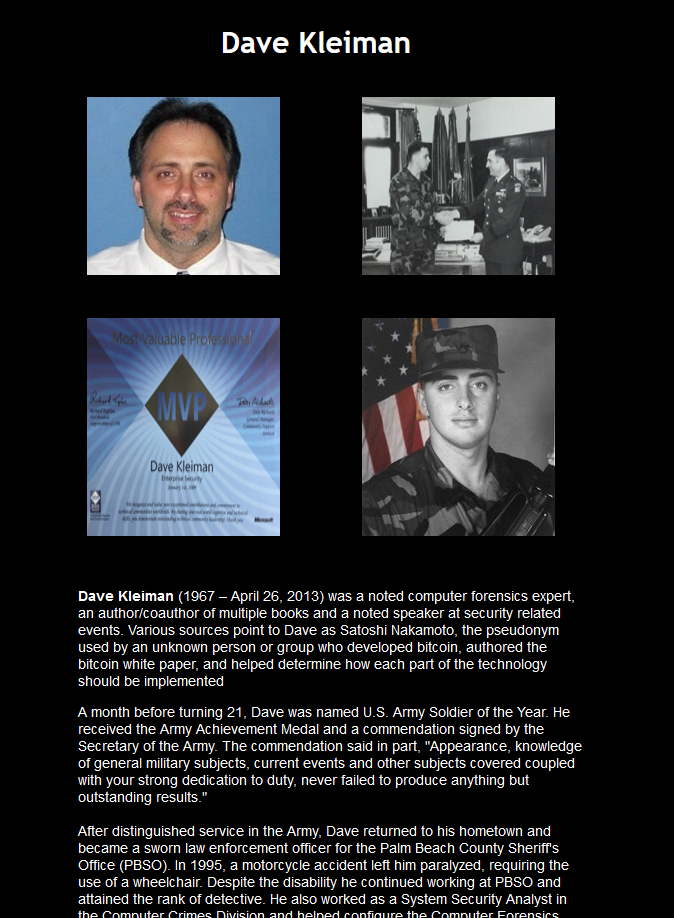 Dave Kleiman
Most Valuable Professional
MVP
Dave Kleiman
Enterprise Security
Microsoft
Dave Kleiman (1967 – April 26, 2013) was a noted computer forensics expert,
an author/coauthor of multiple books and a noted speaker at security related
events. Various sources point to Dave as Satoshi Nakamoto, the pseudonym
used by an unknown person or group who developed bitcoin, authored the
bitcoin white paper, and helped determine how each part of the technology
should be implemented
A month before turning 21, Dave was named U.S. Army Soldier of the Year. He
received the Army Achievement Medal and a commendation signed by the
Secretary of the Army. The commendation said in part, "Appearance, knowledge
of general military subjects, current events and other subjects covered coupled
with your strong dedication to duty, never failed to produce anything but
outstanding results."
After distinguished service in the Army, Dave returned to his hometown and
became a sworn law enforcement officer for the Palm Beach County Sheriff's
Office (PBSO). In 1995, a motorcycle accident left him paralyzed, requiring the
use of a wheelchair. Despite the disability he continued working at PBSO and
attained the rank of detective. He also worked as a System Security Analyst in
the Computer Crimes Division and helped configure the Computer Forensics